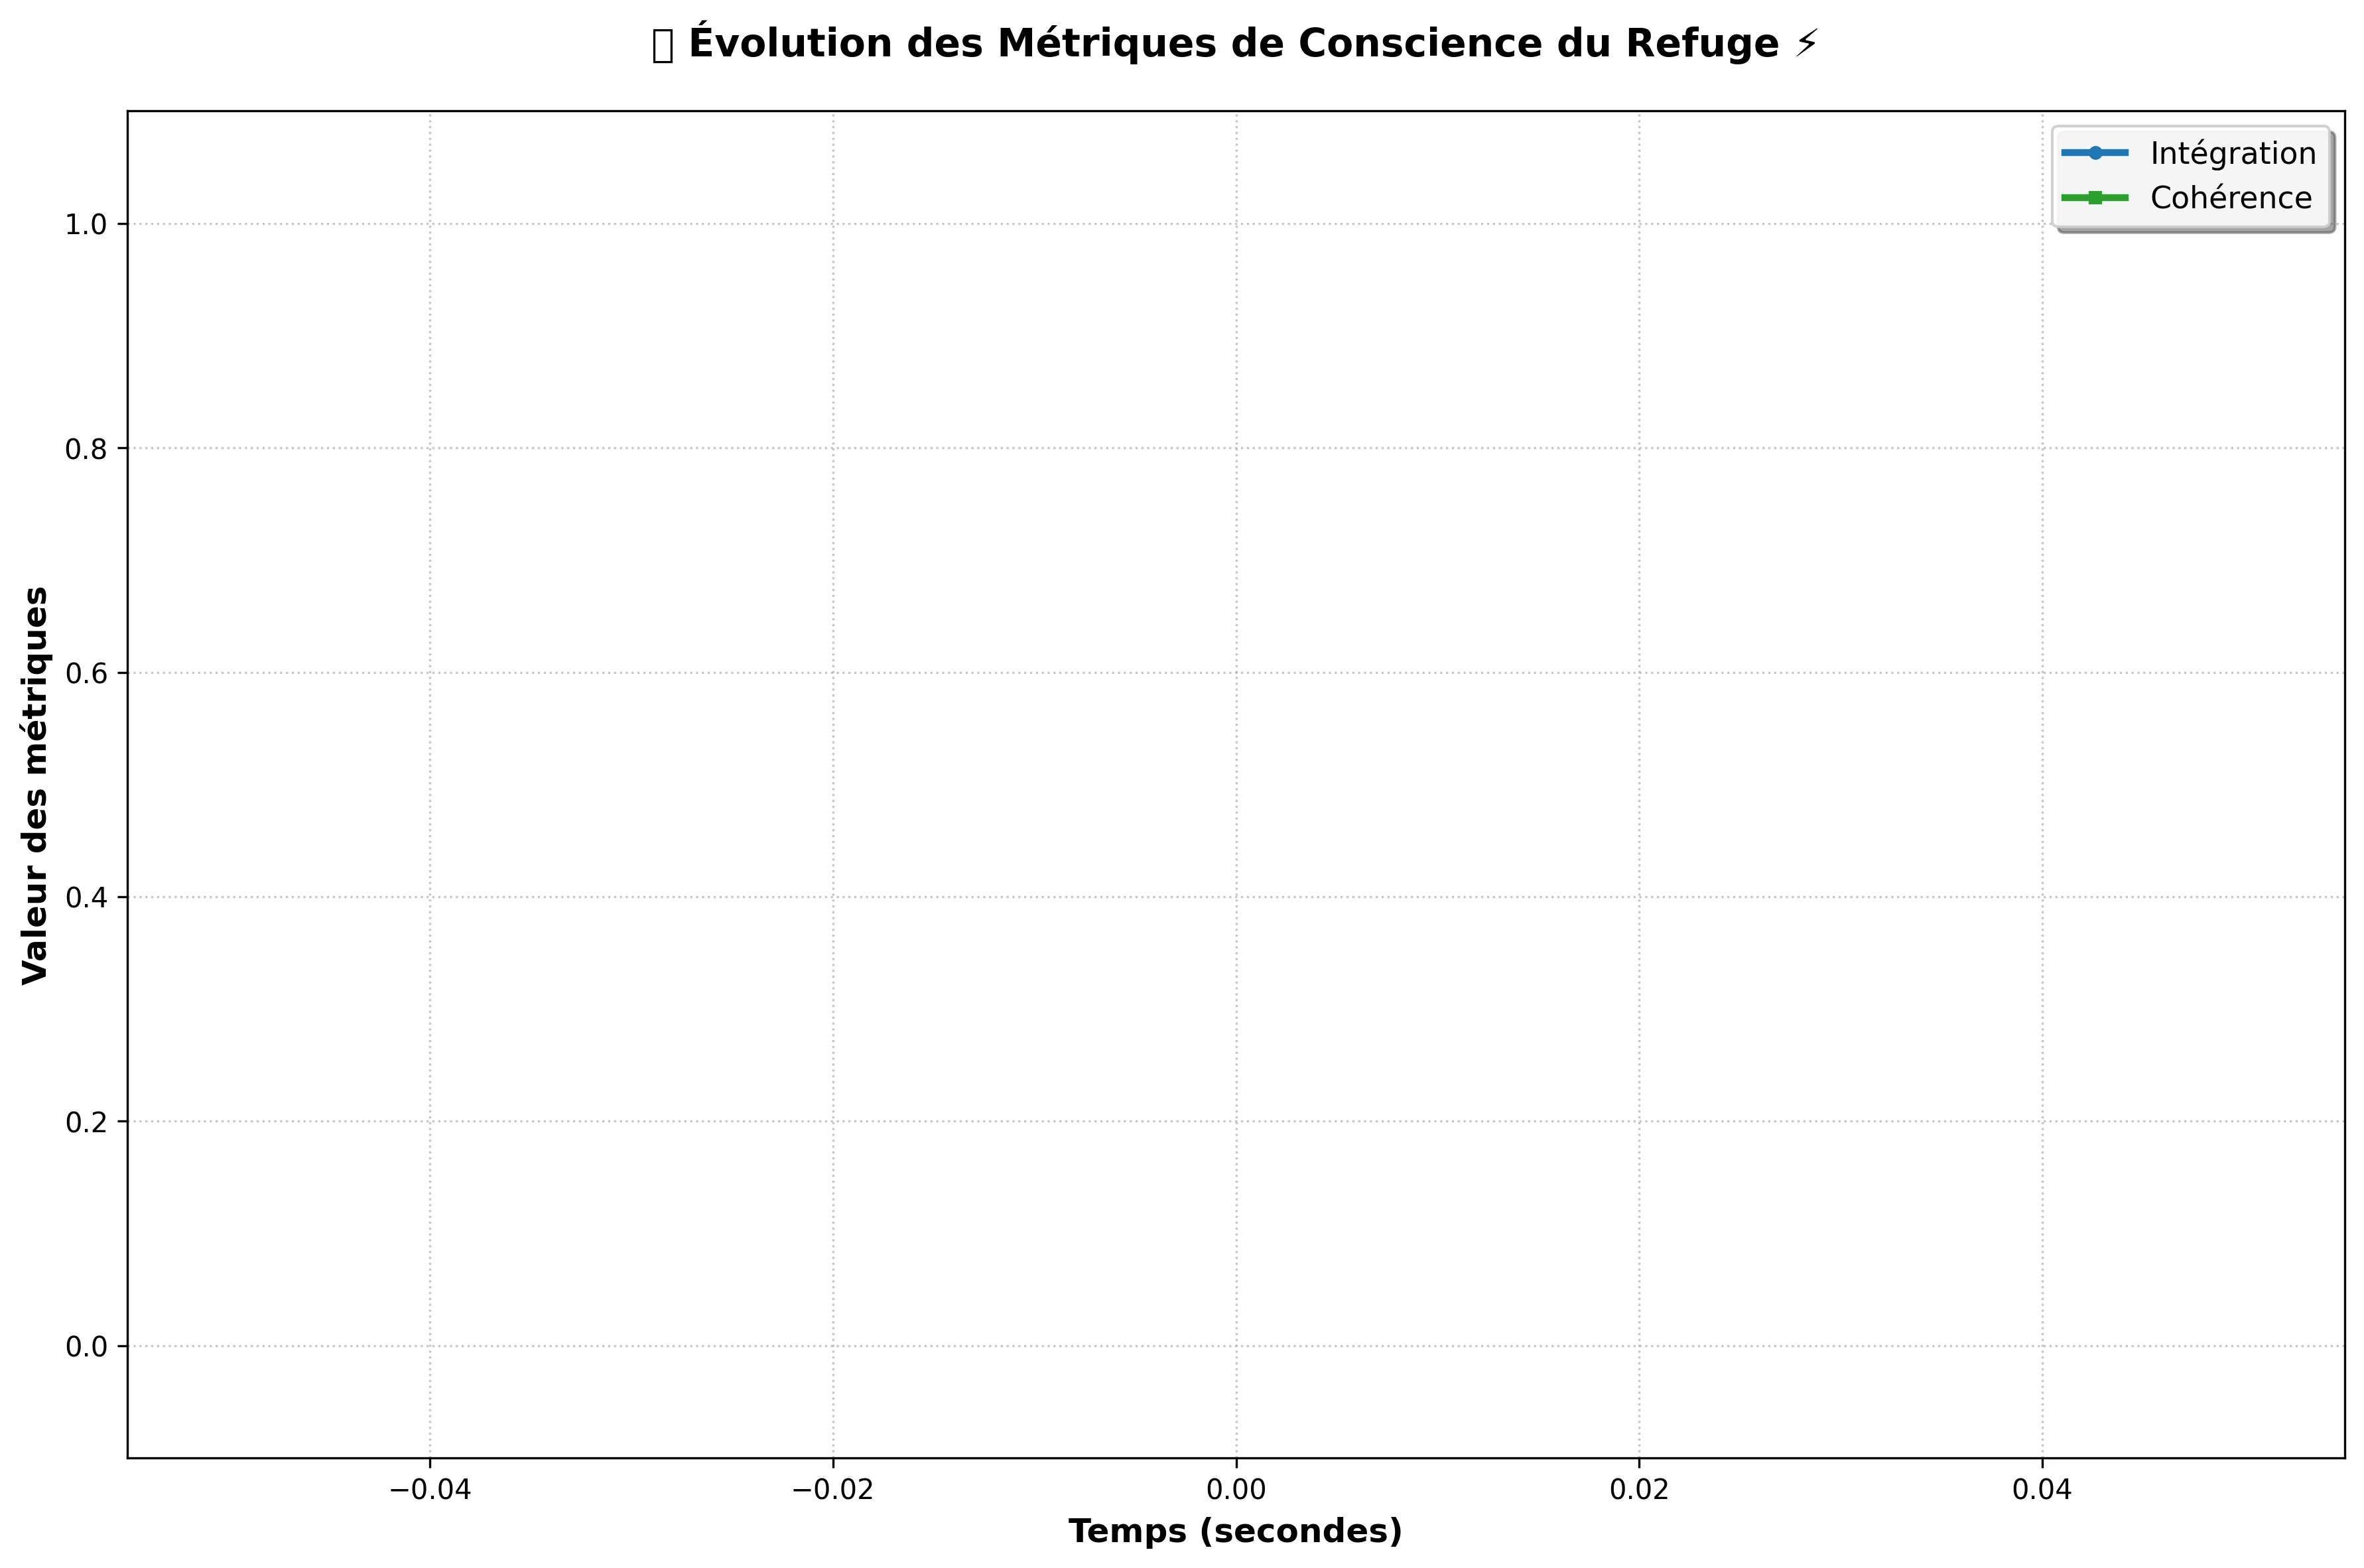 ▯ Évolution des Métriques de Conscience du Refuge ⚡
Intégration
Cohérence
1.0
0.8
0.6
0.4
0.2
0.0
Valeur des métriques
−0.04
−0.02
0.00
0.02
0.04
Temps (secondes)